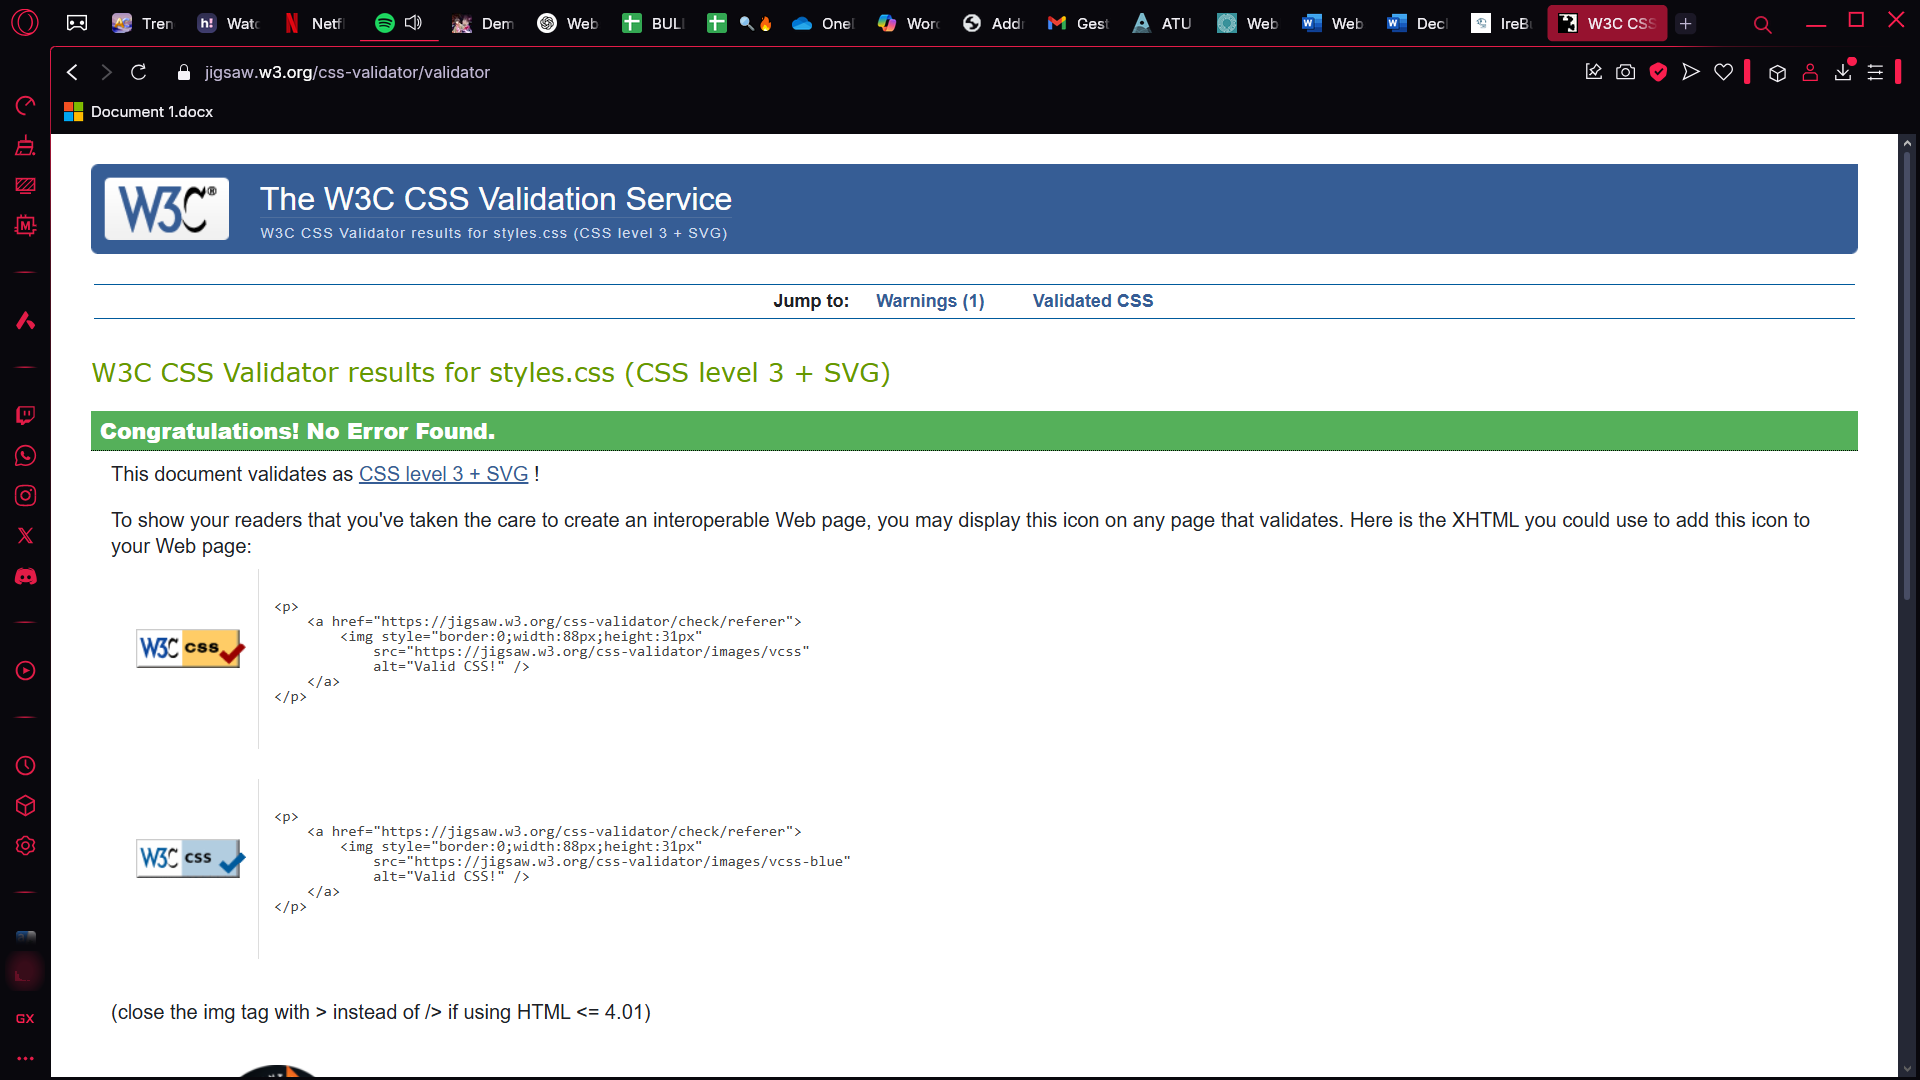 Tren
h! Watc
Netfl
Dem
Web
BUL
OneI
Word
Addr
Gest
ATU
Web
Web
Decl
IreBu
W3C CSS
jigsaw.w3.org/css-validator/validator
Document 1.docx
W3C®
The W3C CSS Validation Service
W3C CSS Validator results for styles.css (CSS level 3 + SVG)
Jump to: Warnings (1) Validated CSS
W3C CSS Validator results for styles.css (CSS level 3 + SVG)
Congratulations! No Error Found.
This document validates as CSS level 3 + SVG !
To show your readers that you've taken the care to create an interoperable Web page, you may display this icon on any page that validates. Here is the XHTML you could use to add this icon to
your Web page:
W3C css
<p>
<a href="https://jigsaw.w3.org/css-validator/check/referer">
<img style="border:0;width:88px;height:31px"
src="https://jigsaw.w3.org/css-validator/images/vcss"
alt="Valid CSS!" />
</a>
</p>
W3C css
<p>
<a href="https://jigsaw.w3.org/css-validator/check/referer">
<img style="border:0;width:88px;height:31px"
src="https://jigsaw.w3.org/css-validator/images/vcss-blue"
alt="Valid CSS!" />
</a>
</p>
(close the img tag with > instead of /> if using HTML <= 4.01)
GX